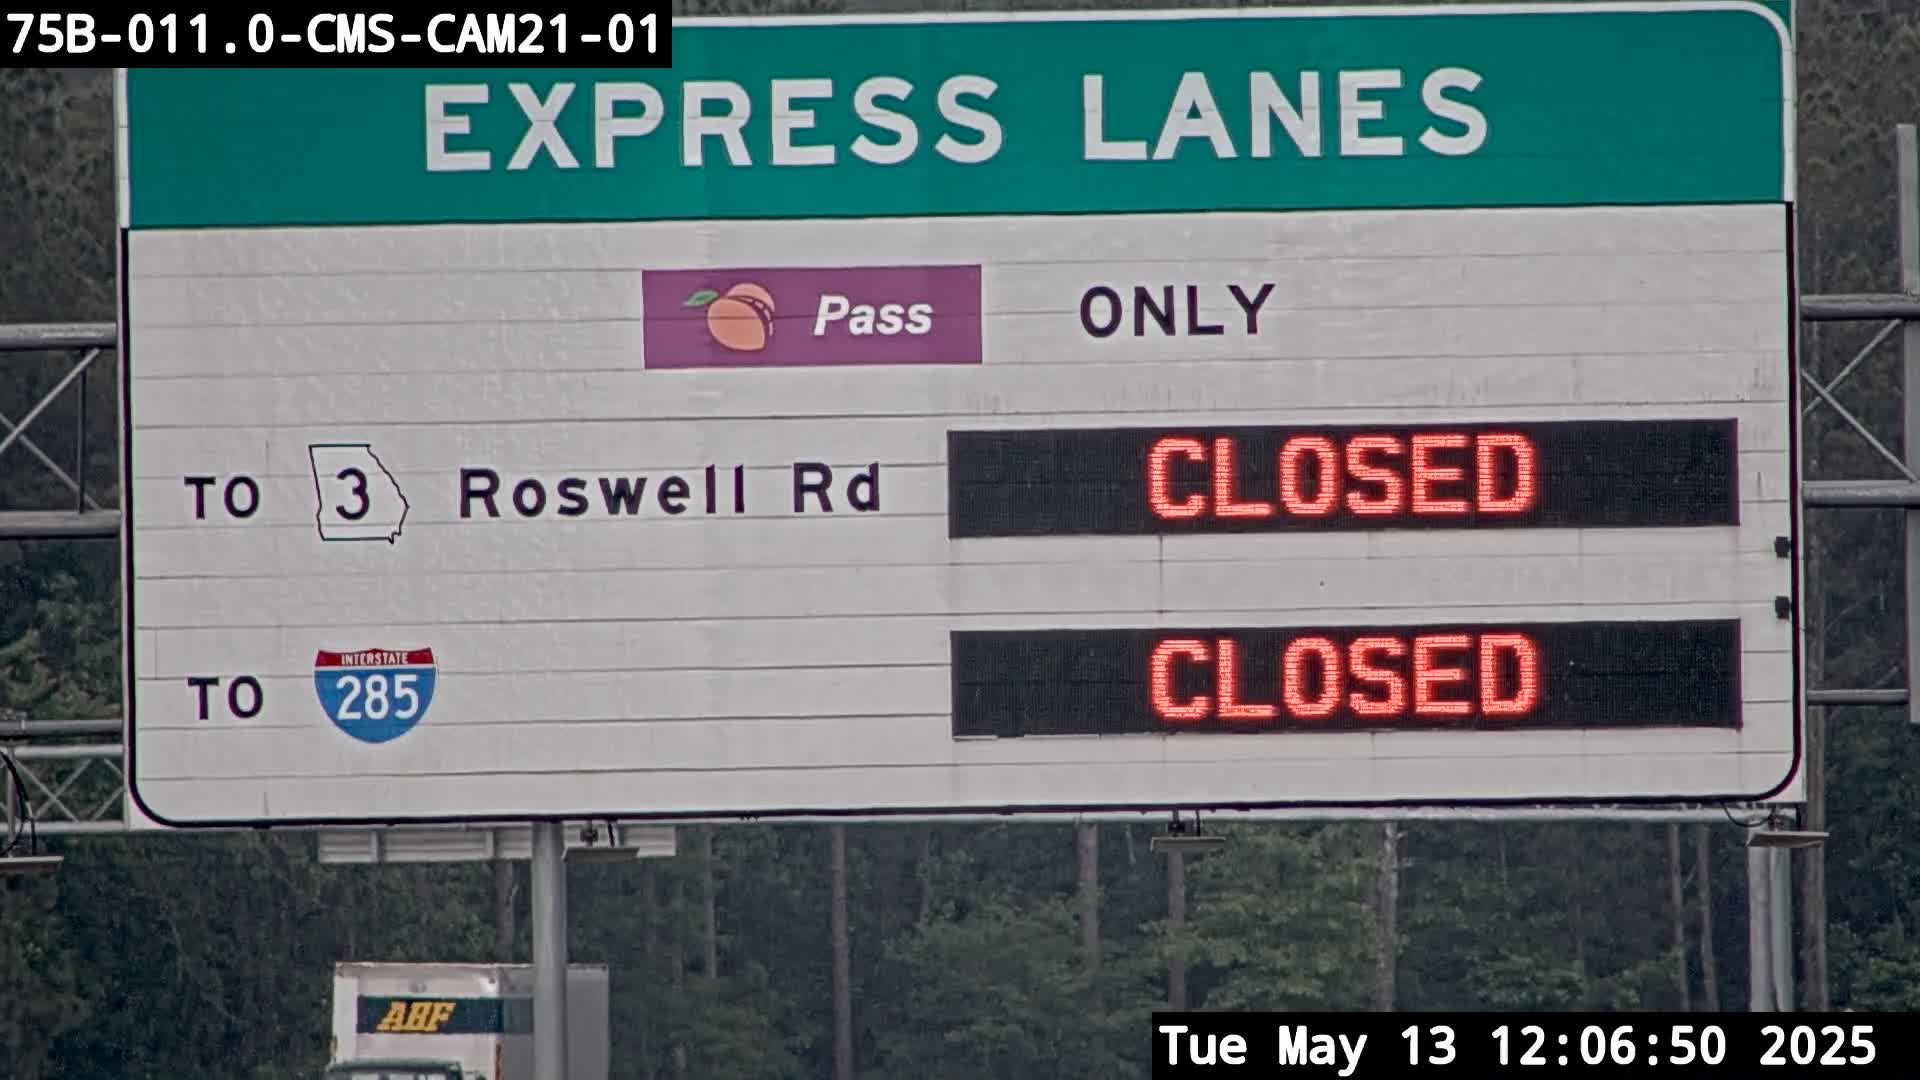 75B-011.0-CMS-CAM21-01
EXPRESS LANES
Pass ONLY
TO 3 Roswell Rd CLOSED
INTERSTATE
TO 285 CLOSED
ABF
Tue May 13 12:06:50 2025